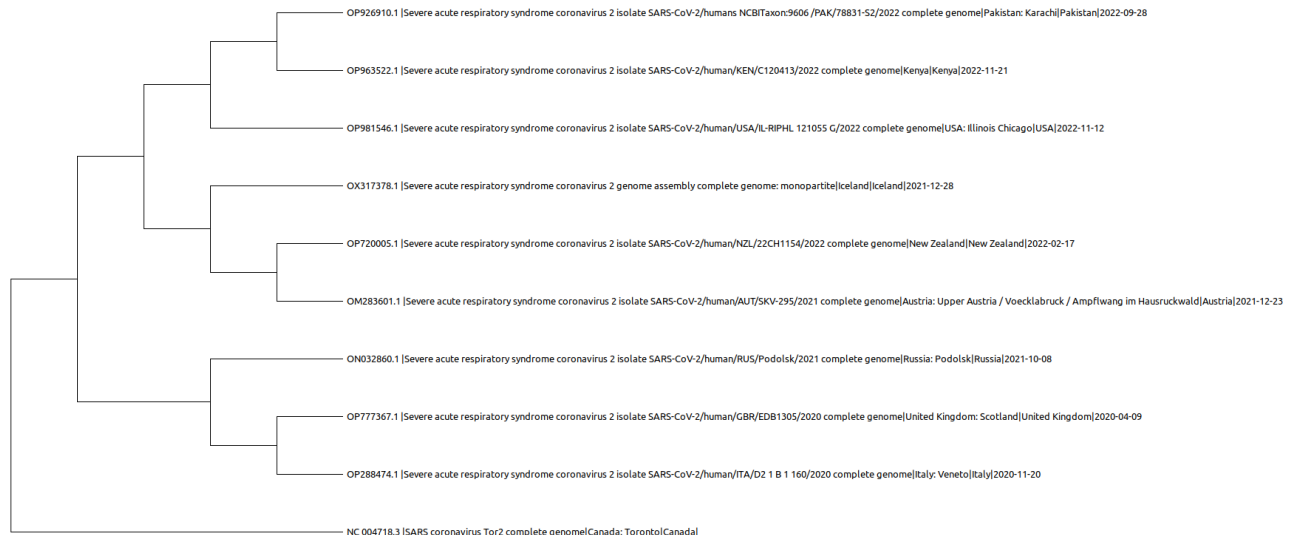 OP926910.1 |Severe acute respiratory syndrome coronavirus 2 isolate SARS-CoV-2/humans NCBITaxon:9606 /PAK/78831-S2/2022 complete genome|Pakistan: Karachi|Pakistan|2022-09-28
OP963522.1 |Severe acute respiratory syndrome coronavirus 2 isolate SARS-CoV-2/human/KEN/C120413/2022 complete genome|Kenya|Kenya|2022-11-21
OP981546.1 |Severe acute respiratory syndrome coronavirus 2 isolate SARS-CoV-2/human/USA/IL-RIPHL 121055 G/2022 complete genome|USA: Illinois Chicago|USA|2022-11-12
OX317378.1 |Severe acute respiratory syndrome coronavirus 2 genome assembly complete genome: monopartite|Iceland|Iceland|2021-12-28
OP720005.1 |Severe acute respiratory syndrome coronavirus 2 isolate SARS-CoV-2/human/NZL/22CH1154/2022 complete genome|New Zealand|New Zealand|2022-02-17
OM283601.1 |Severe acute respiratory syndrome coronavirus 2 isolate SARS-CoV-2/human/AUT/SKV-295/2021 complete genome|Austria: Upper Austria / Voecklabruck / Ampflwang im Hausruckwald|Austria|2021-12-23
ON032860.1 |Severe acute respiratory syndrome coronavirus 2 isolate SARS-CoV-2/human/RUS/Podolsk/2021 complete genome|Russia: Podolsk|Russia|2021-10-08
OP777367.1 |Severe acute respiratory syndrome coronavirus 2 isolate SARS-CoV-2/human/GBR/EDB1305/2020 complete genome|United Kingdom: Scotland|United Kingdom|2020-04-09
OP288474.1 |Severe acute respiratory syndrome coronavirus 2 isolate SARS-CoV-2/human/ITA/D2 1 B 1 160/2020 complete genome|Italy: Veneto|Italy|2020-11-20
NC 004718.3 |SARS coronavirus Tor2 complete genome|Canada: Toronto|Canada|